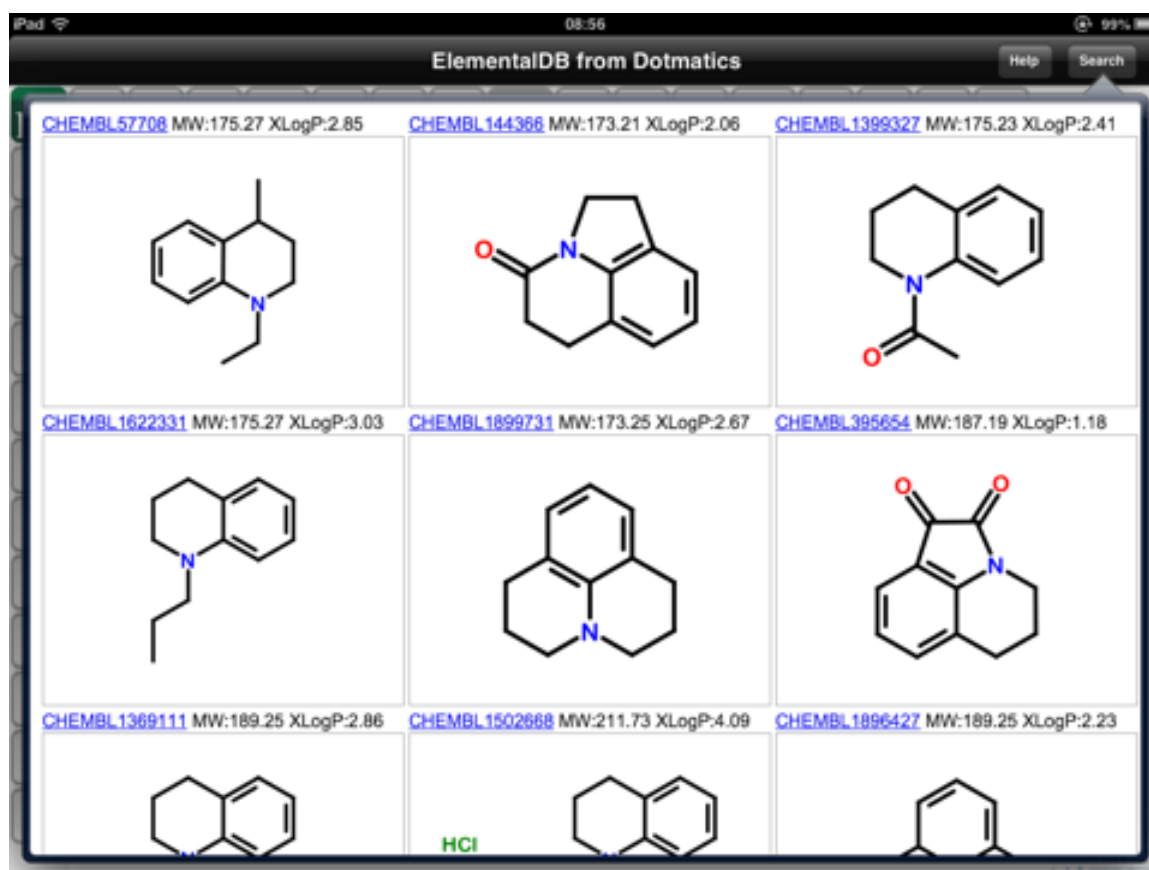 iPad 08:56 99%
ElementalDB from Dotmatics Help Search
CHEMBL57708 MW:175.27 XLogP:2.85 CHEMBL144366 MW:173.21 XLogP:2.06 CHEMBL1399327 MW:175.23 XLogP:2.41
N
O N
N O
CHEMBL1622331 MW:175.27 XLogP:3.03 CHEMBL1899731 MW:173.25 XLogP:2.67 CHEMBL395654 MW:187.19 XLogP:1.18
N
N
O O N
CHEMBL1369111 MW:189.25 XLogP:2.86 CHEMBL1502668 MW:211.73 XLogP:4.09 CHEMBL1896427 MW:189.25 XLogP:2.23
HCl